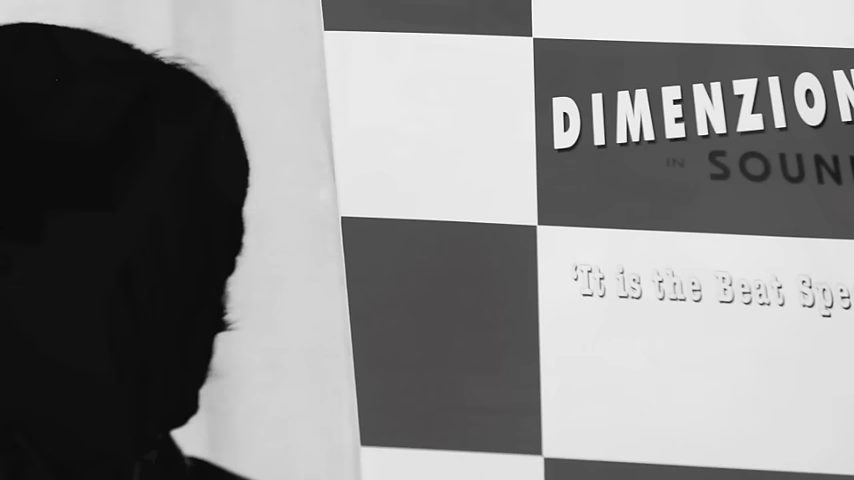 DIMENZION
IN SOUN
'It is the Beat Spe